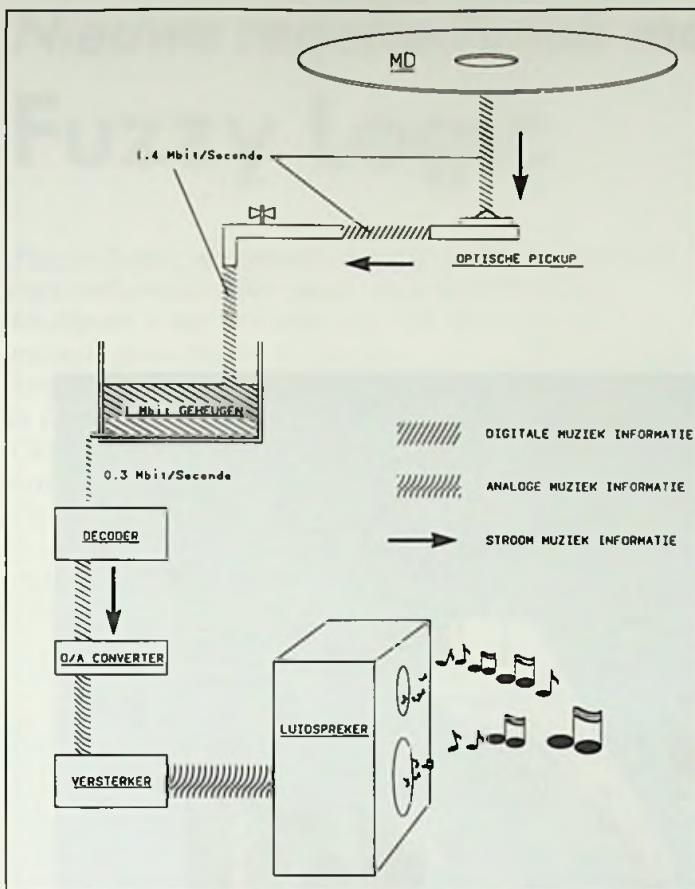 MD
1.4 Mbit/Seconde
OPTISCHE PICKUP
1 Mbit GEHEUGEN
0.3 Mbit/Seconde
DIGITALE MUZIEK INFORMATIE
ANALOGE MUZIEK INFORMATIE
STROOM MUZIEK INFORMATIE
DECODER
D/A CONVERTER
VERSTERKER
LUIDSPREKER